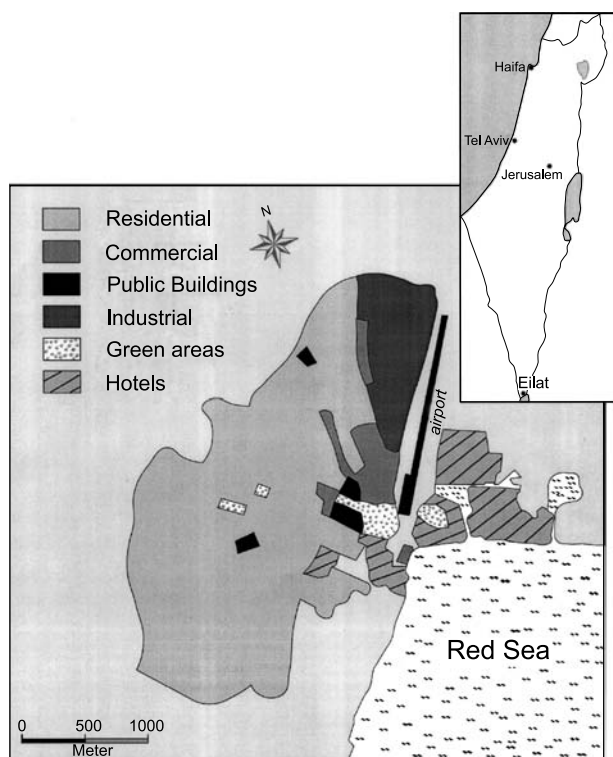 Haifa
Tel Aviv
Jerusalem
Eilat
N
Residential
Commercial
Public Buildings
Industrial
Green areas
Hotels
airport
Red Sea
0 500 1000
Meter